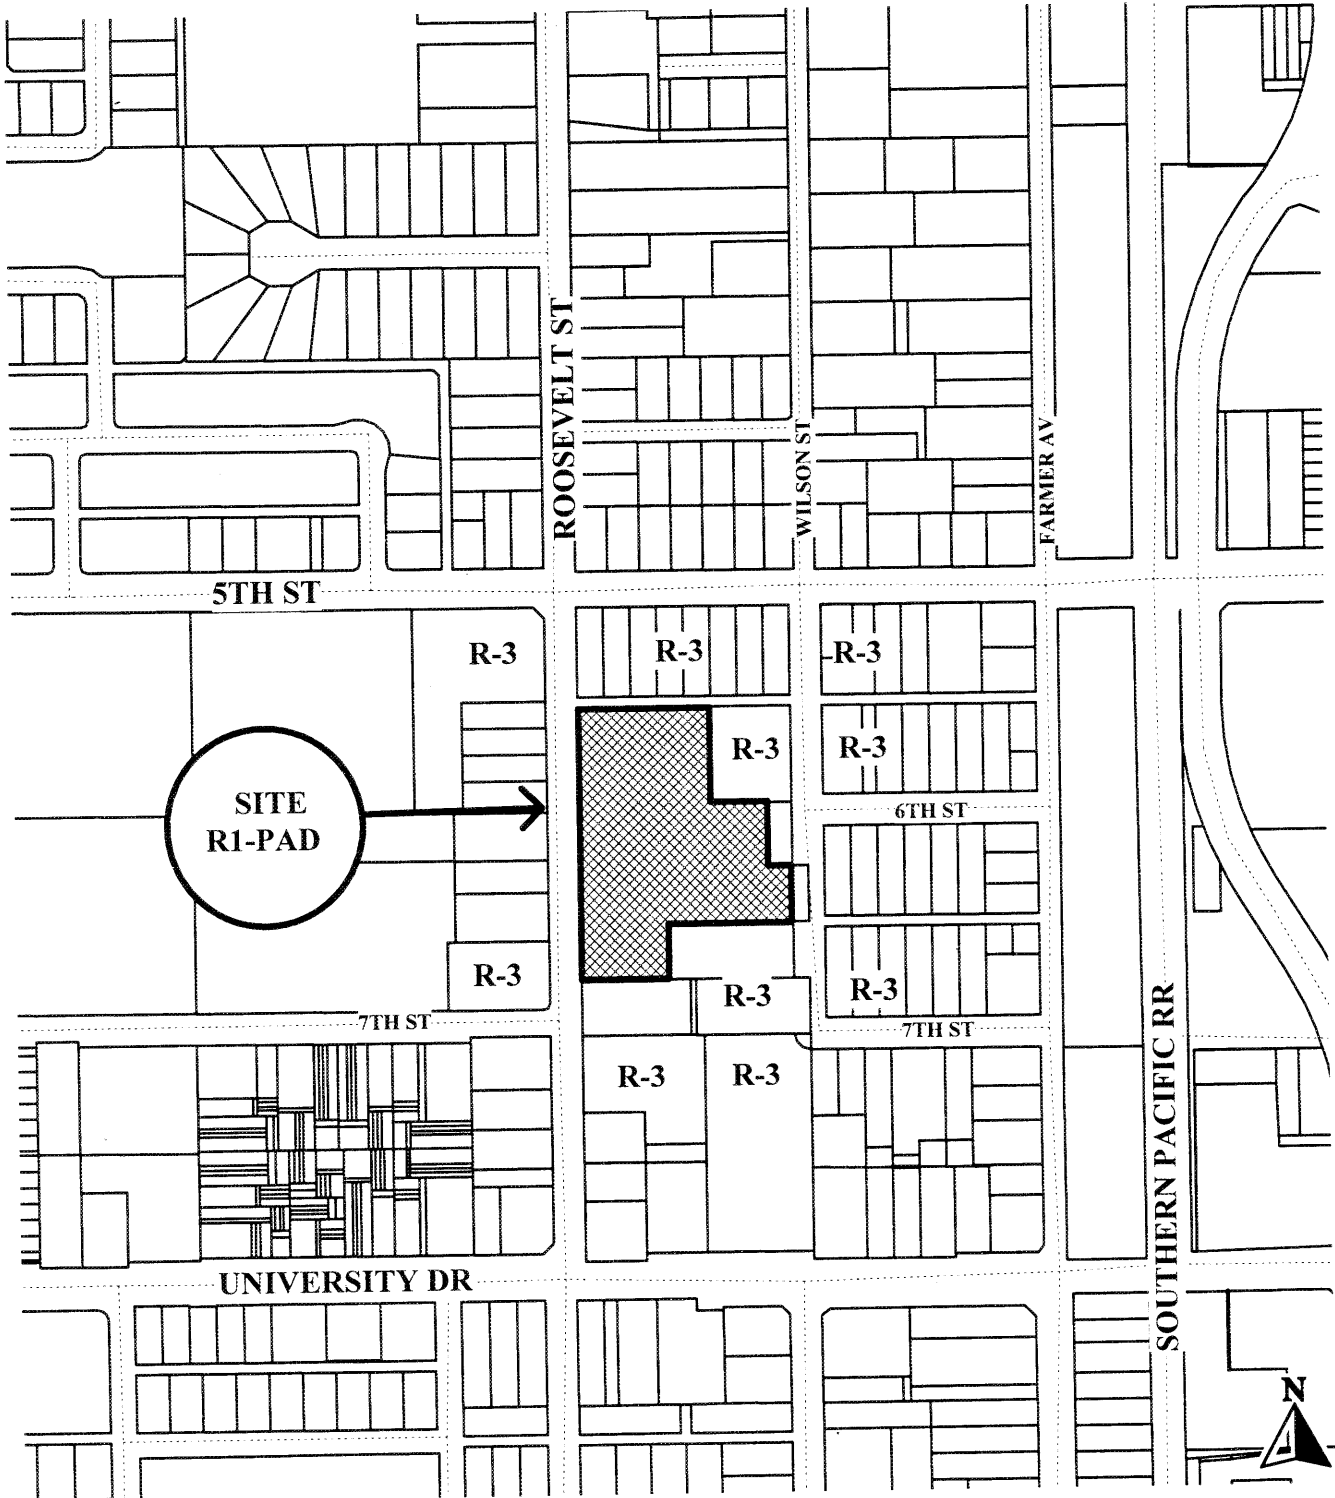 ROOSEVELT ST
WILSON ST
FARMER AV
5TH ST
R-3
R-3
R-3
R-3
R-3
SITE
R1-PAD
6TH ST
R-3
R-3
R-3
7TH ST
7TH ST
R-3
R-3
SOUTHERN PACIFIC RR
UNIVERSITY DR
N